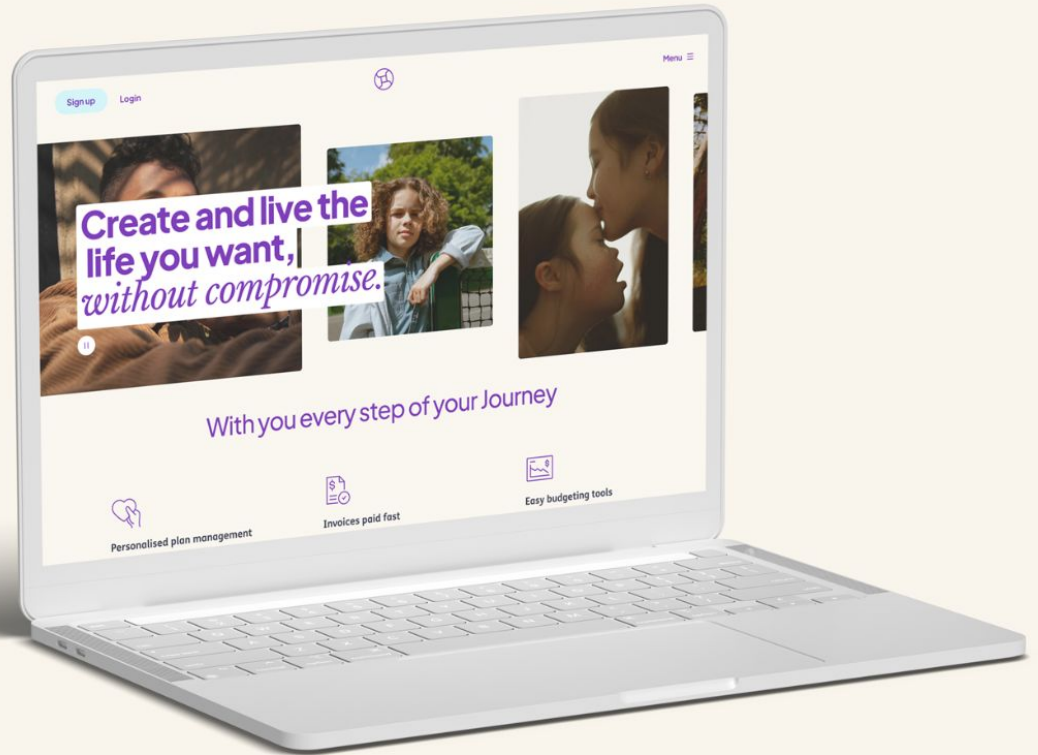 Sign up
Login
Menu
Create and live the
life you want,
without compromise.
With you every step of your Journey
Personalised plan management
Invoices paid fast
Easy budgeting tools